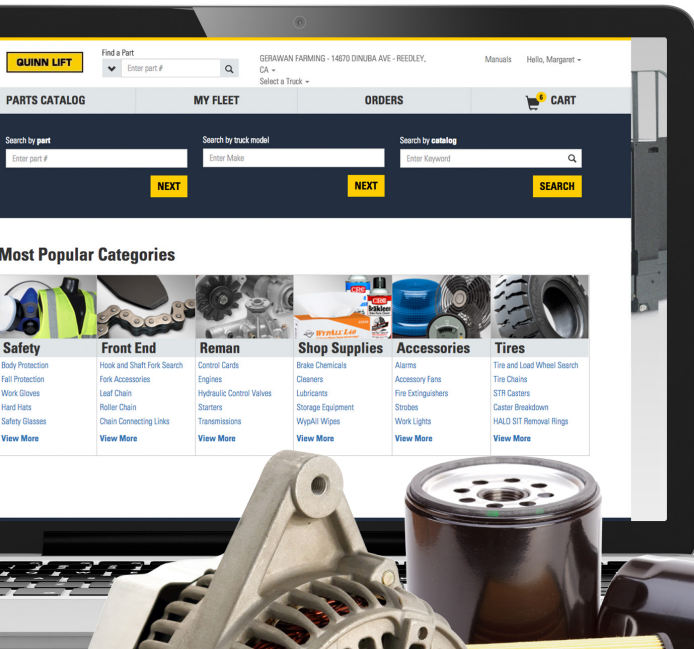 QUINN LIFT
Find a Part
Enter part #
GERAWAN FARMING - 14670 DINUBA AVE - REEDLEY,
CA
Select a Truck
Manuals
Hello, Margaret
PARTS CATALOG
MY FLEET
ORDERS
6
CART
Search by part
Enter part #
NEXT
Search by truck model
Enter Make
NEXT
Search by catalog
Enter Keyword
SEARCH
Most Popular Categories
Safety
Body Protection
Fall Protection
Work Gloves
Hard Hats
Safety Glasses
View More
Front End
Hook and Shaft Fork Search
Fork Accessories
Leaf Chain
Roller Chain
Chain Connecting Links
View More
Reman
Control Cards
Engines
Hydraulic Control Valves
Starters
Transmissions
View More
CRC
CRC
Brakleen
WYPALL L40
Shop Supplies
Brake Chemicals
Cleaners
Lubricants
Storage Equipment
WypAll Wipes
View More
Accessories
Alarms
Accessory Fans
Fire Extinguishers
Strobes
Work Lights
View More
Tires
Tire and Load Wheel Search
Tire Chains
STR Casters
Caster Breakdown
HALO SIT Removal Rings
View More